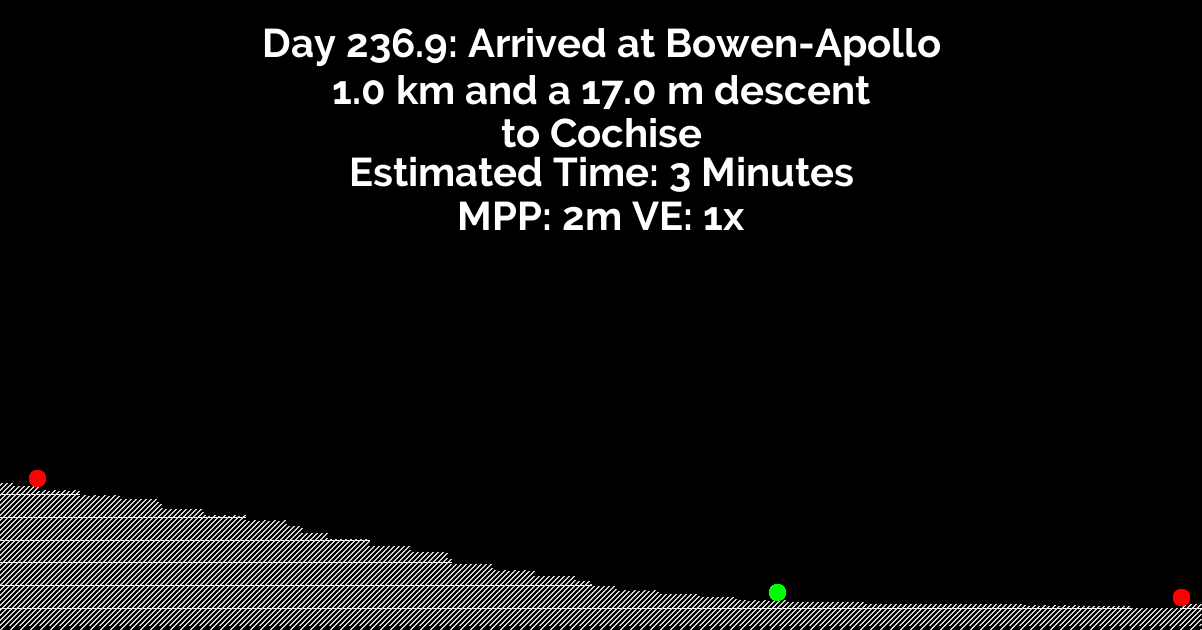 Day 236.9: Arrived at Bowen-Apollo
1.0 km and a 17.0 m descent
to Cochise
Estimated Time: 3 Minutes
MPP: 2m VE: 1x